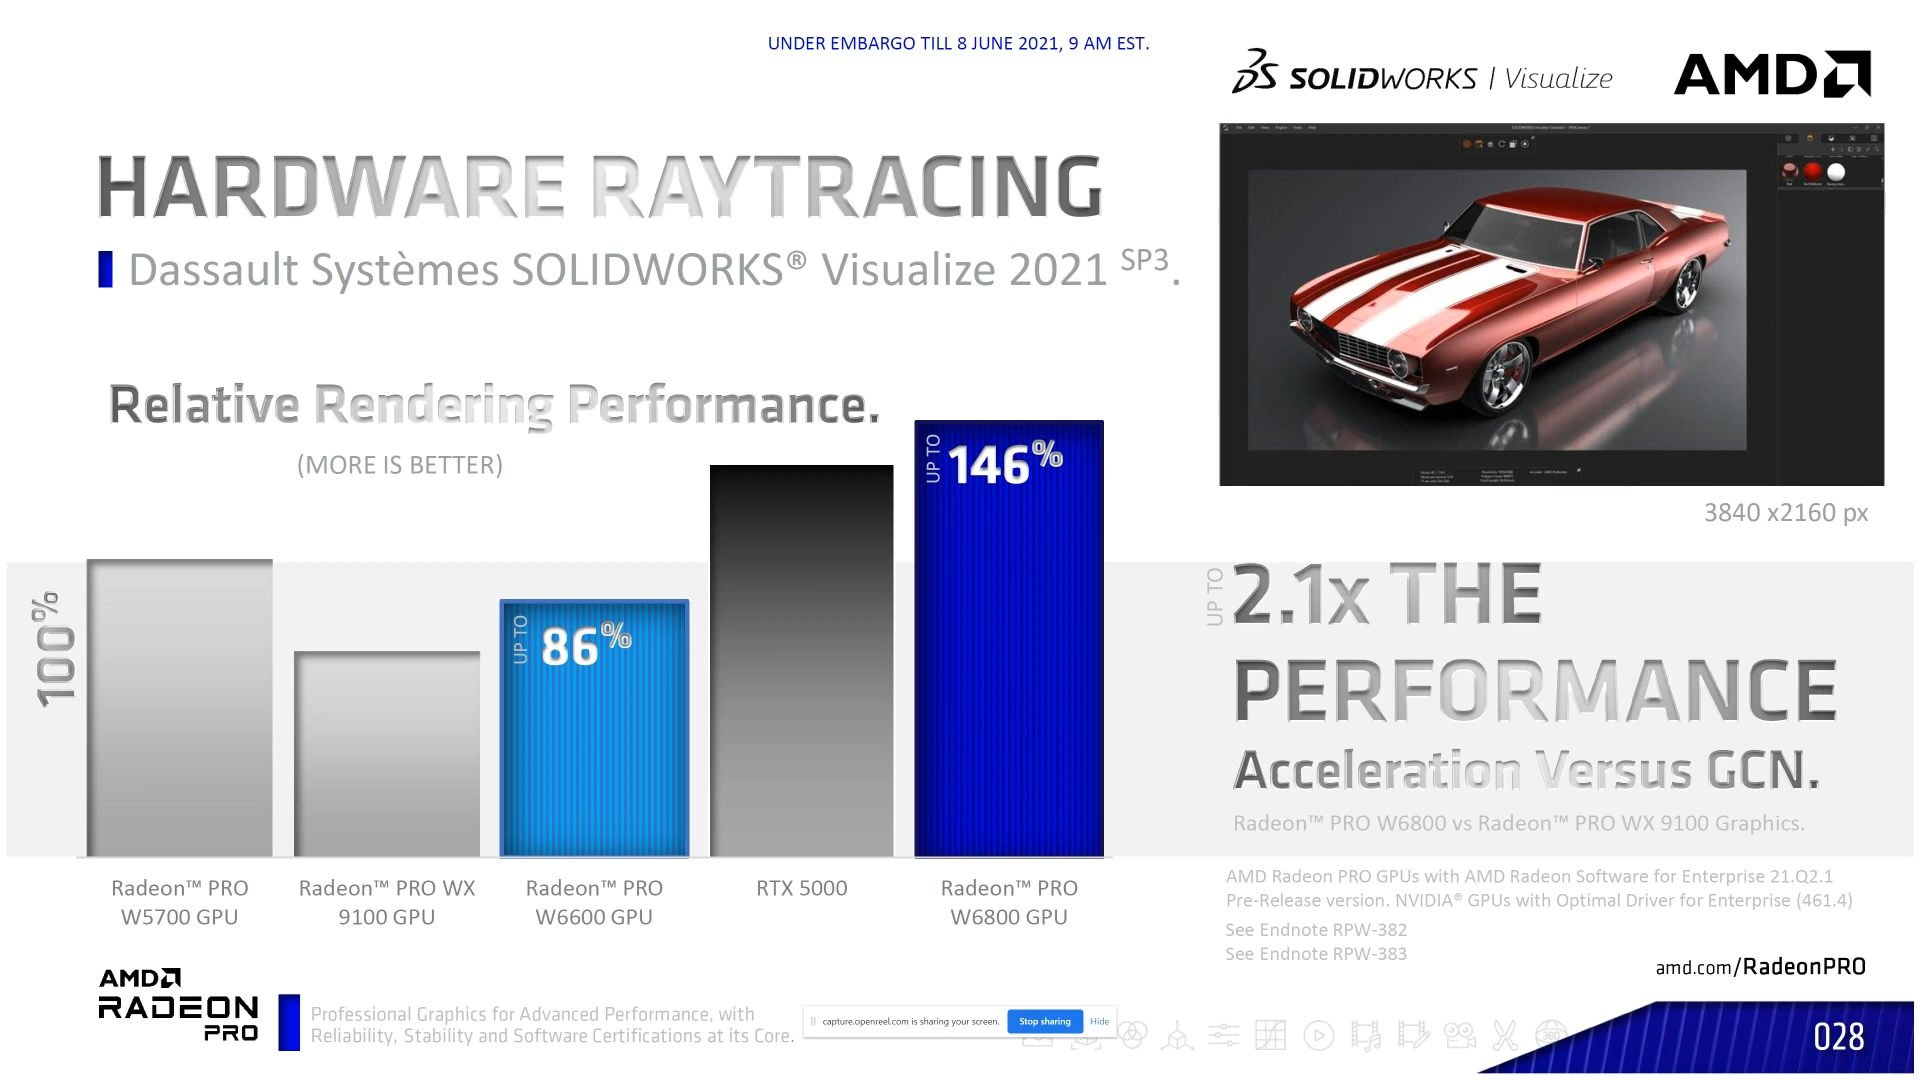 UNDER EMBARGO TILL 8 JUNE 2021, 9 AM EST.
SOLIDWORKS | Visualize
AMD
HARDWARE RAYTRACING
Dassault Systèmes SOLIDWORKS® Visualize 2021 SP3.
Relative Rendering Performance.
(MORE IS BETTER)
100%
UP TO 86%
UP TO 146%
Radeon™ PRO W5700 GPU
Radeon™ PRO WX 9100 GPU
Radeon™ PRO W6600 GPU
RTX 5000
Radeon™ PRO W6800 GPU
3840 x2160 px
UP TO 2.1x THE
PERFORMANCE
Acceleration Versus GCN.
Radeon™ PRO W6800 vs Radeon™ PRO WX 9100 Graphics.
AMD Radeon PRO GPUs with AMD Radeon Software for Enterprise 21.Q2.1
Pre-Release version. NVIDIA® GPUs with Optimal Driver for Enterprise (461.4)
See Endnote RPW-382
See Endnote RPW-383
amd.com/RadeonPRO
AMD
RADEON
PRO
Professional Graphics for Advanced Performance, with
Reliability, Stability and Software Certifications at its Core.
capture.openreel.com is sharing your screen. Stop sharing Hide
360
028